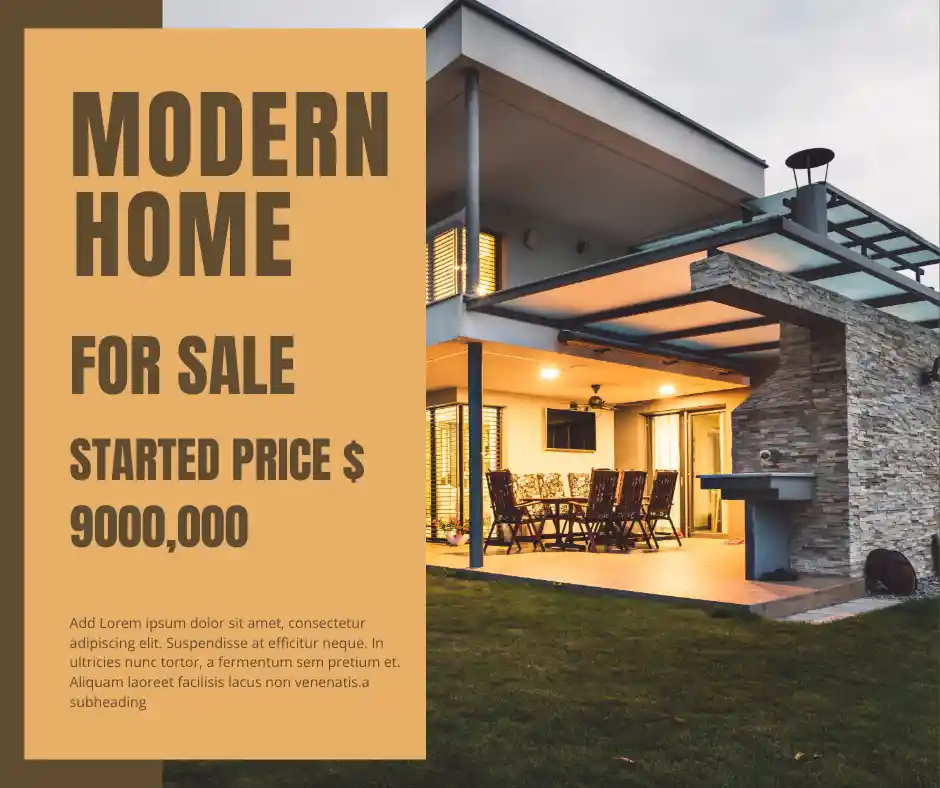 MODERN
HOME
FOR SALE
STARTED PRICE $
9000,000
Add Lorem ipsum dolor sit amet, consectetur
adipiscing elit. Suspendisse at efficitur neque. In
ultricies nunc tortor, a fermentum sem pretium et.
Aliquam laoreet facilisis lacus non venenatis.a
subheading